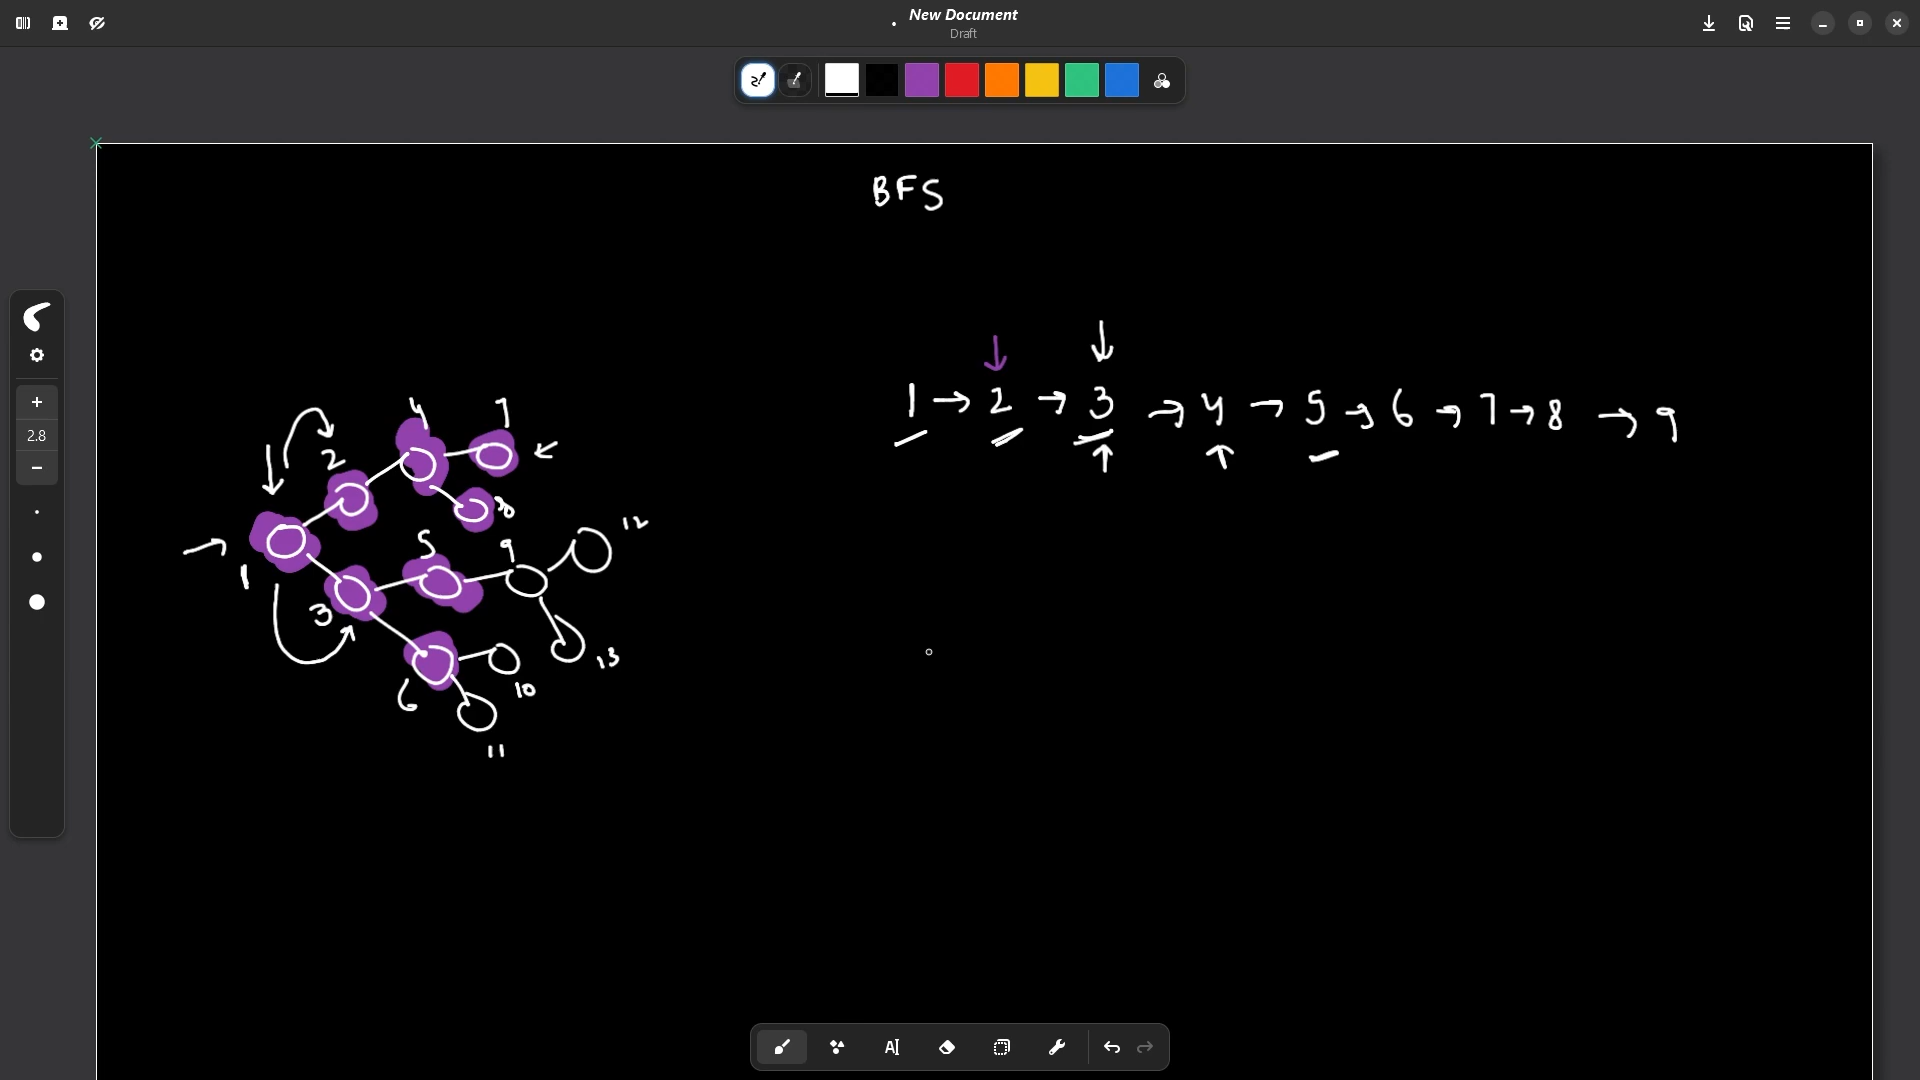 New Document
Draft
BFS
2.8
1 → 2 → 3 → 4 → 5 → 6 → 7 → 8 → 9
4
7
2
8
12
5
9
1
3
13
6
10
11
AI